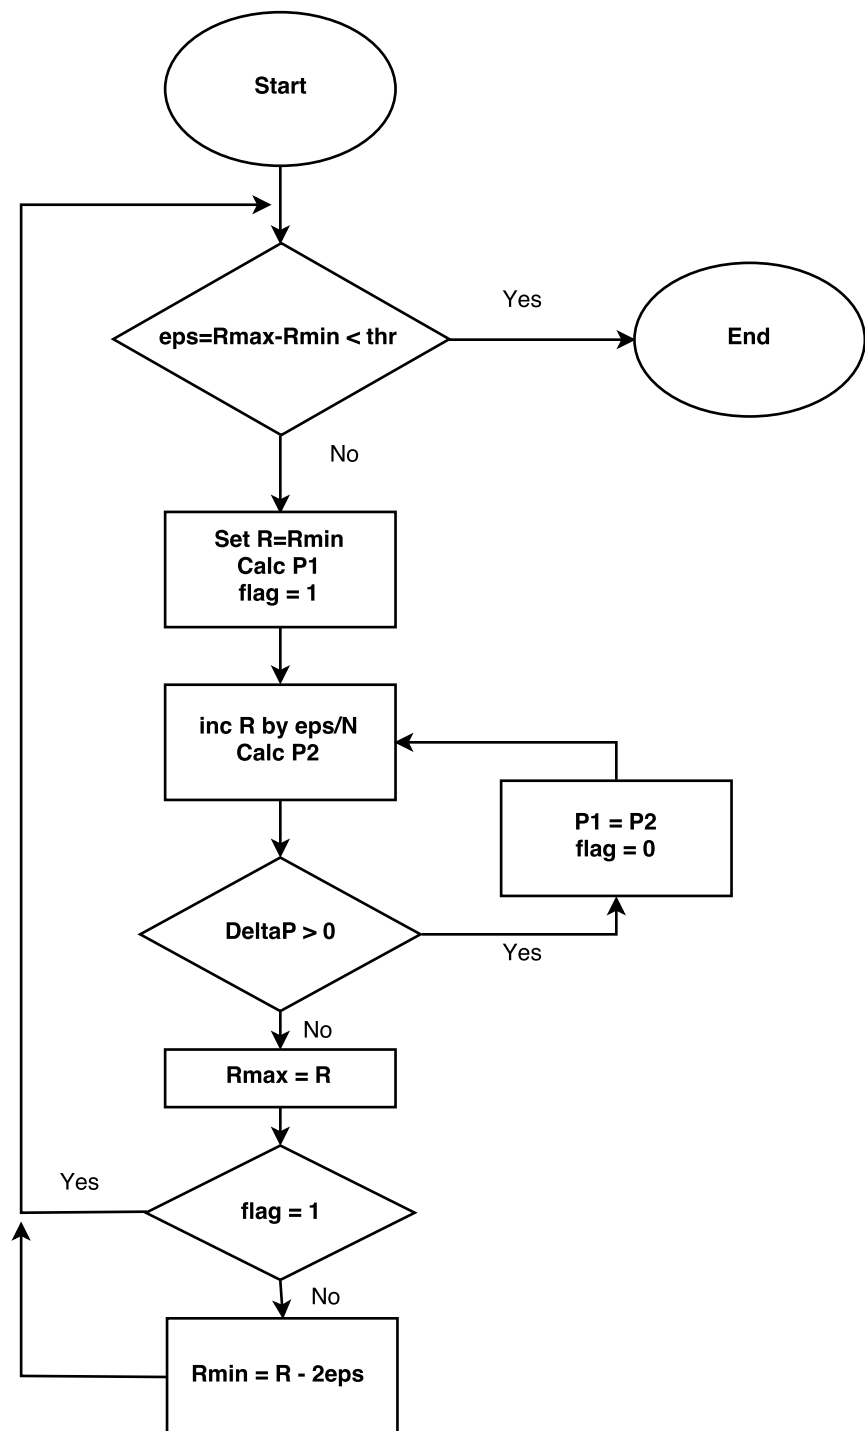 Start
Yes
eps=Rmax-Rmin < thr
End
No
Set R=Rmin
Calc P1
flag = 1
inc R by eps/N
Calc P2
P1 = P2
flag = 0
DeltaP > 0
Yes
No
Rmax = R
Yes
flag = 1
No
Rmin = R - 2eps